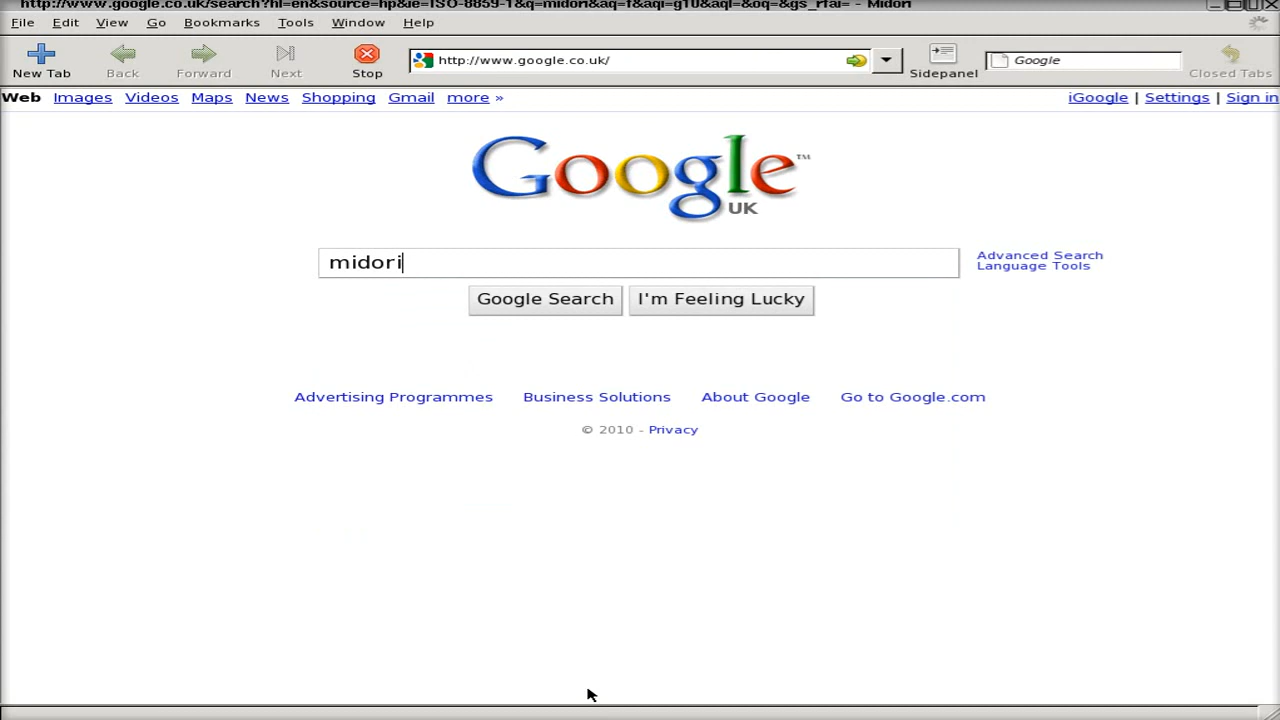 http://www.google.co.uk/search?hl=en&source=hp&ie=ISO-8859-1&q=midori&aq=f&aqi=g10&aql=&oq=&gs_rfai= - Midori
File Edit View Go Bookmarks Tools Window Help
http://www.google.co.uk/ Google
New Tab Back Forward Next Stop Sidepanel Closed Tabs
Web Images Videos Maps News Shopping Gmail more » iGoogle | Settings | Sign in
Google™
UK
midori
Advanced Search
Language Tools
Google Search I'm Feeling Lucky
Advertising Programmes Business Solutions About Google Go to Google.com
© 2010 - Privacy